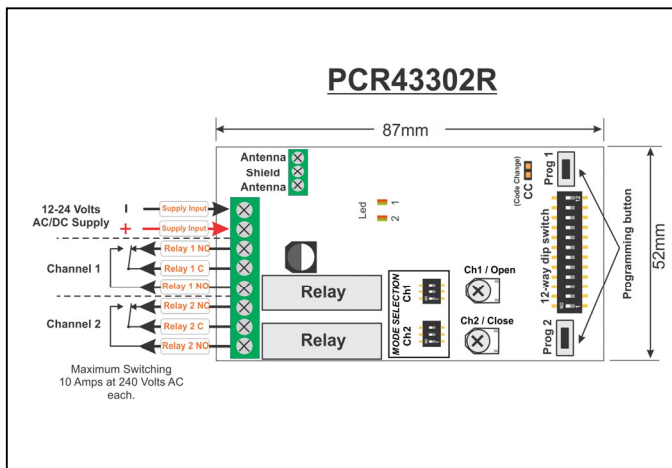 PCR43302R
87mm
Antenna
Shield
Antenna
12-24 Volts
AC/DC Supply
-
+
Supply Input
Supply Input
Channel 1
Relay 1 NO
Relay 1 C
Relay 1 NO
Channel 2
Relay 2 NO
Relay 2 C
Relay 2 NO
Maximum Switching
10 Amps at 240 Volts AC
each.
Led
1
2
Relay
Relay
MODE SELECTION
Ch1
Ch2
Ch1 / Open
Ch2 / Close
(Code Change)
CC
Prog 1
12-way dip switch
Prog 2
Programming button
52mm